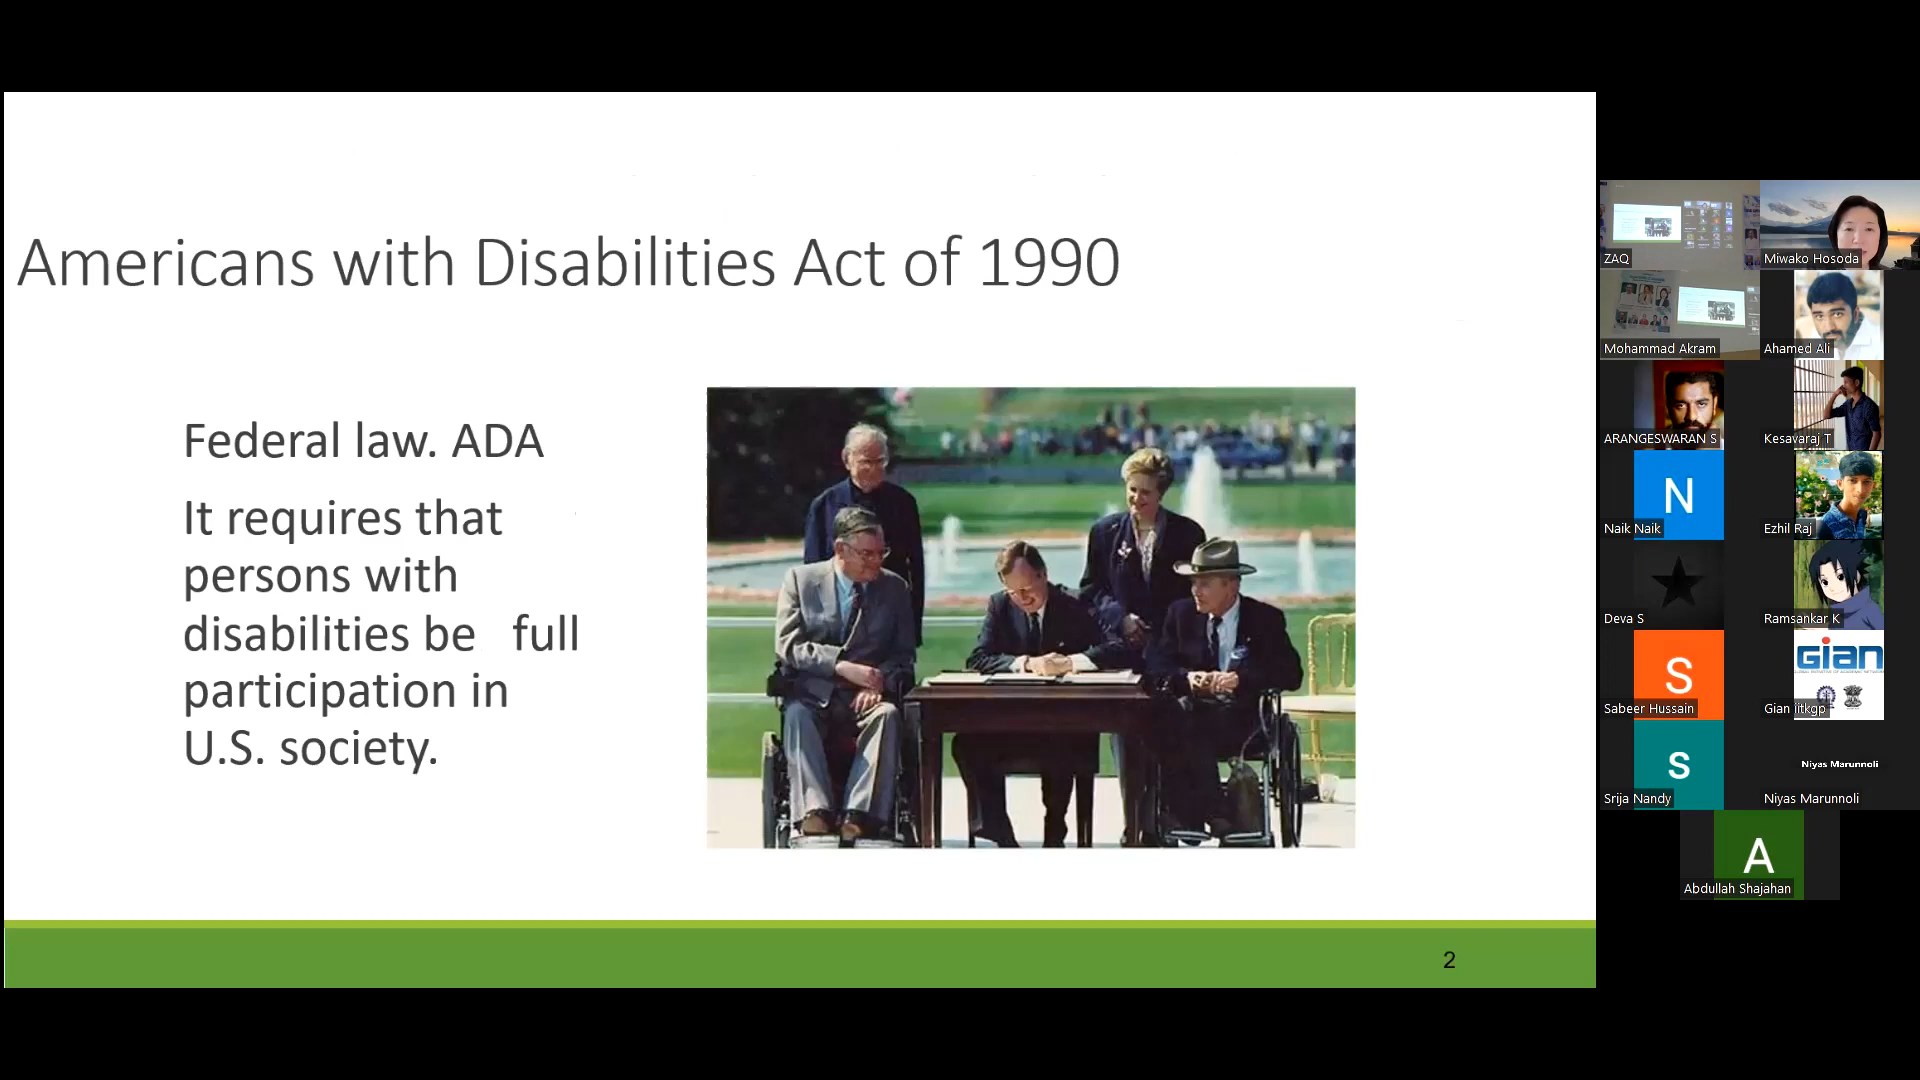 Americans with Disabilities Act of 1990
Federal law. ADA
It requires that
persons with
disabilities be full
participation in
U.S. society.
2
ZAQ
Miwako Hosoda
Mohammad Akram
Ahamed Ali
ARANGESWARAN S
Kesavaraj T
N
Naik Naik
Ezhil Raj
Deva S
Ramsankar K
S
Sabeer Hussain
Gian
Gian iitkgp
s
Srija Nandy
Niyas Marunnoli
Niyas Marunnoli
A
Abdullah Shajahan